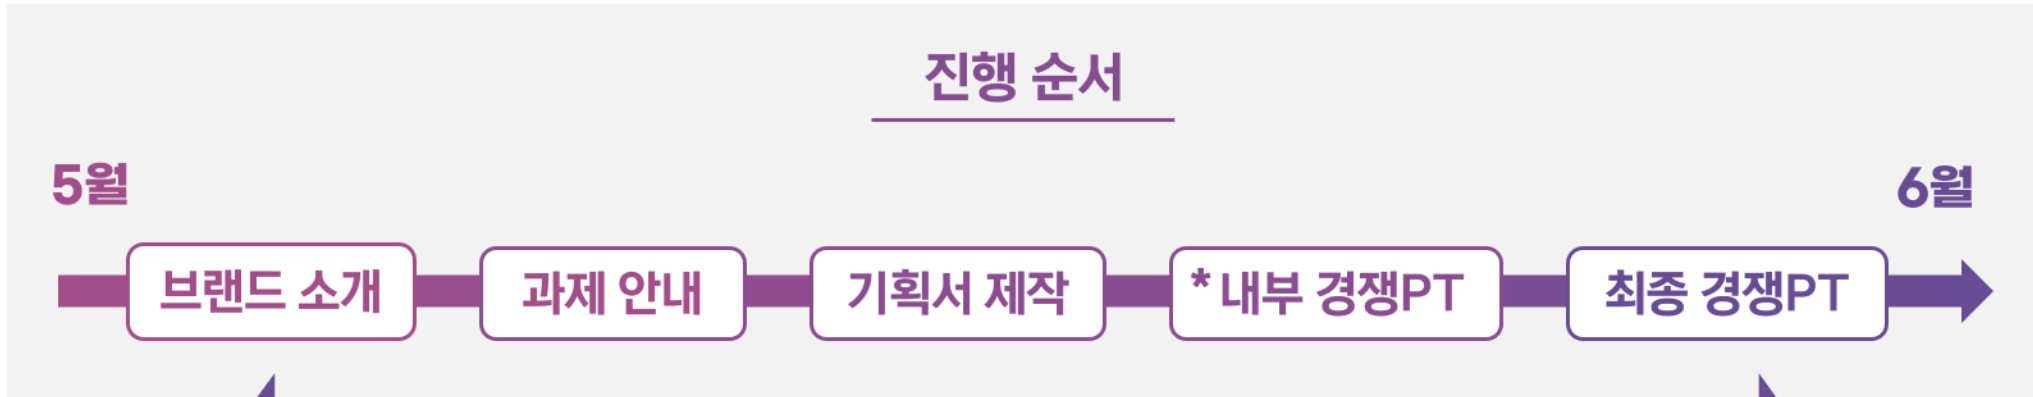 진행 순서
5월
6월
브랜드 소개
과제 안내
기획서 제작
* 내부 경쟁PT
최종 경쟁PT